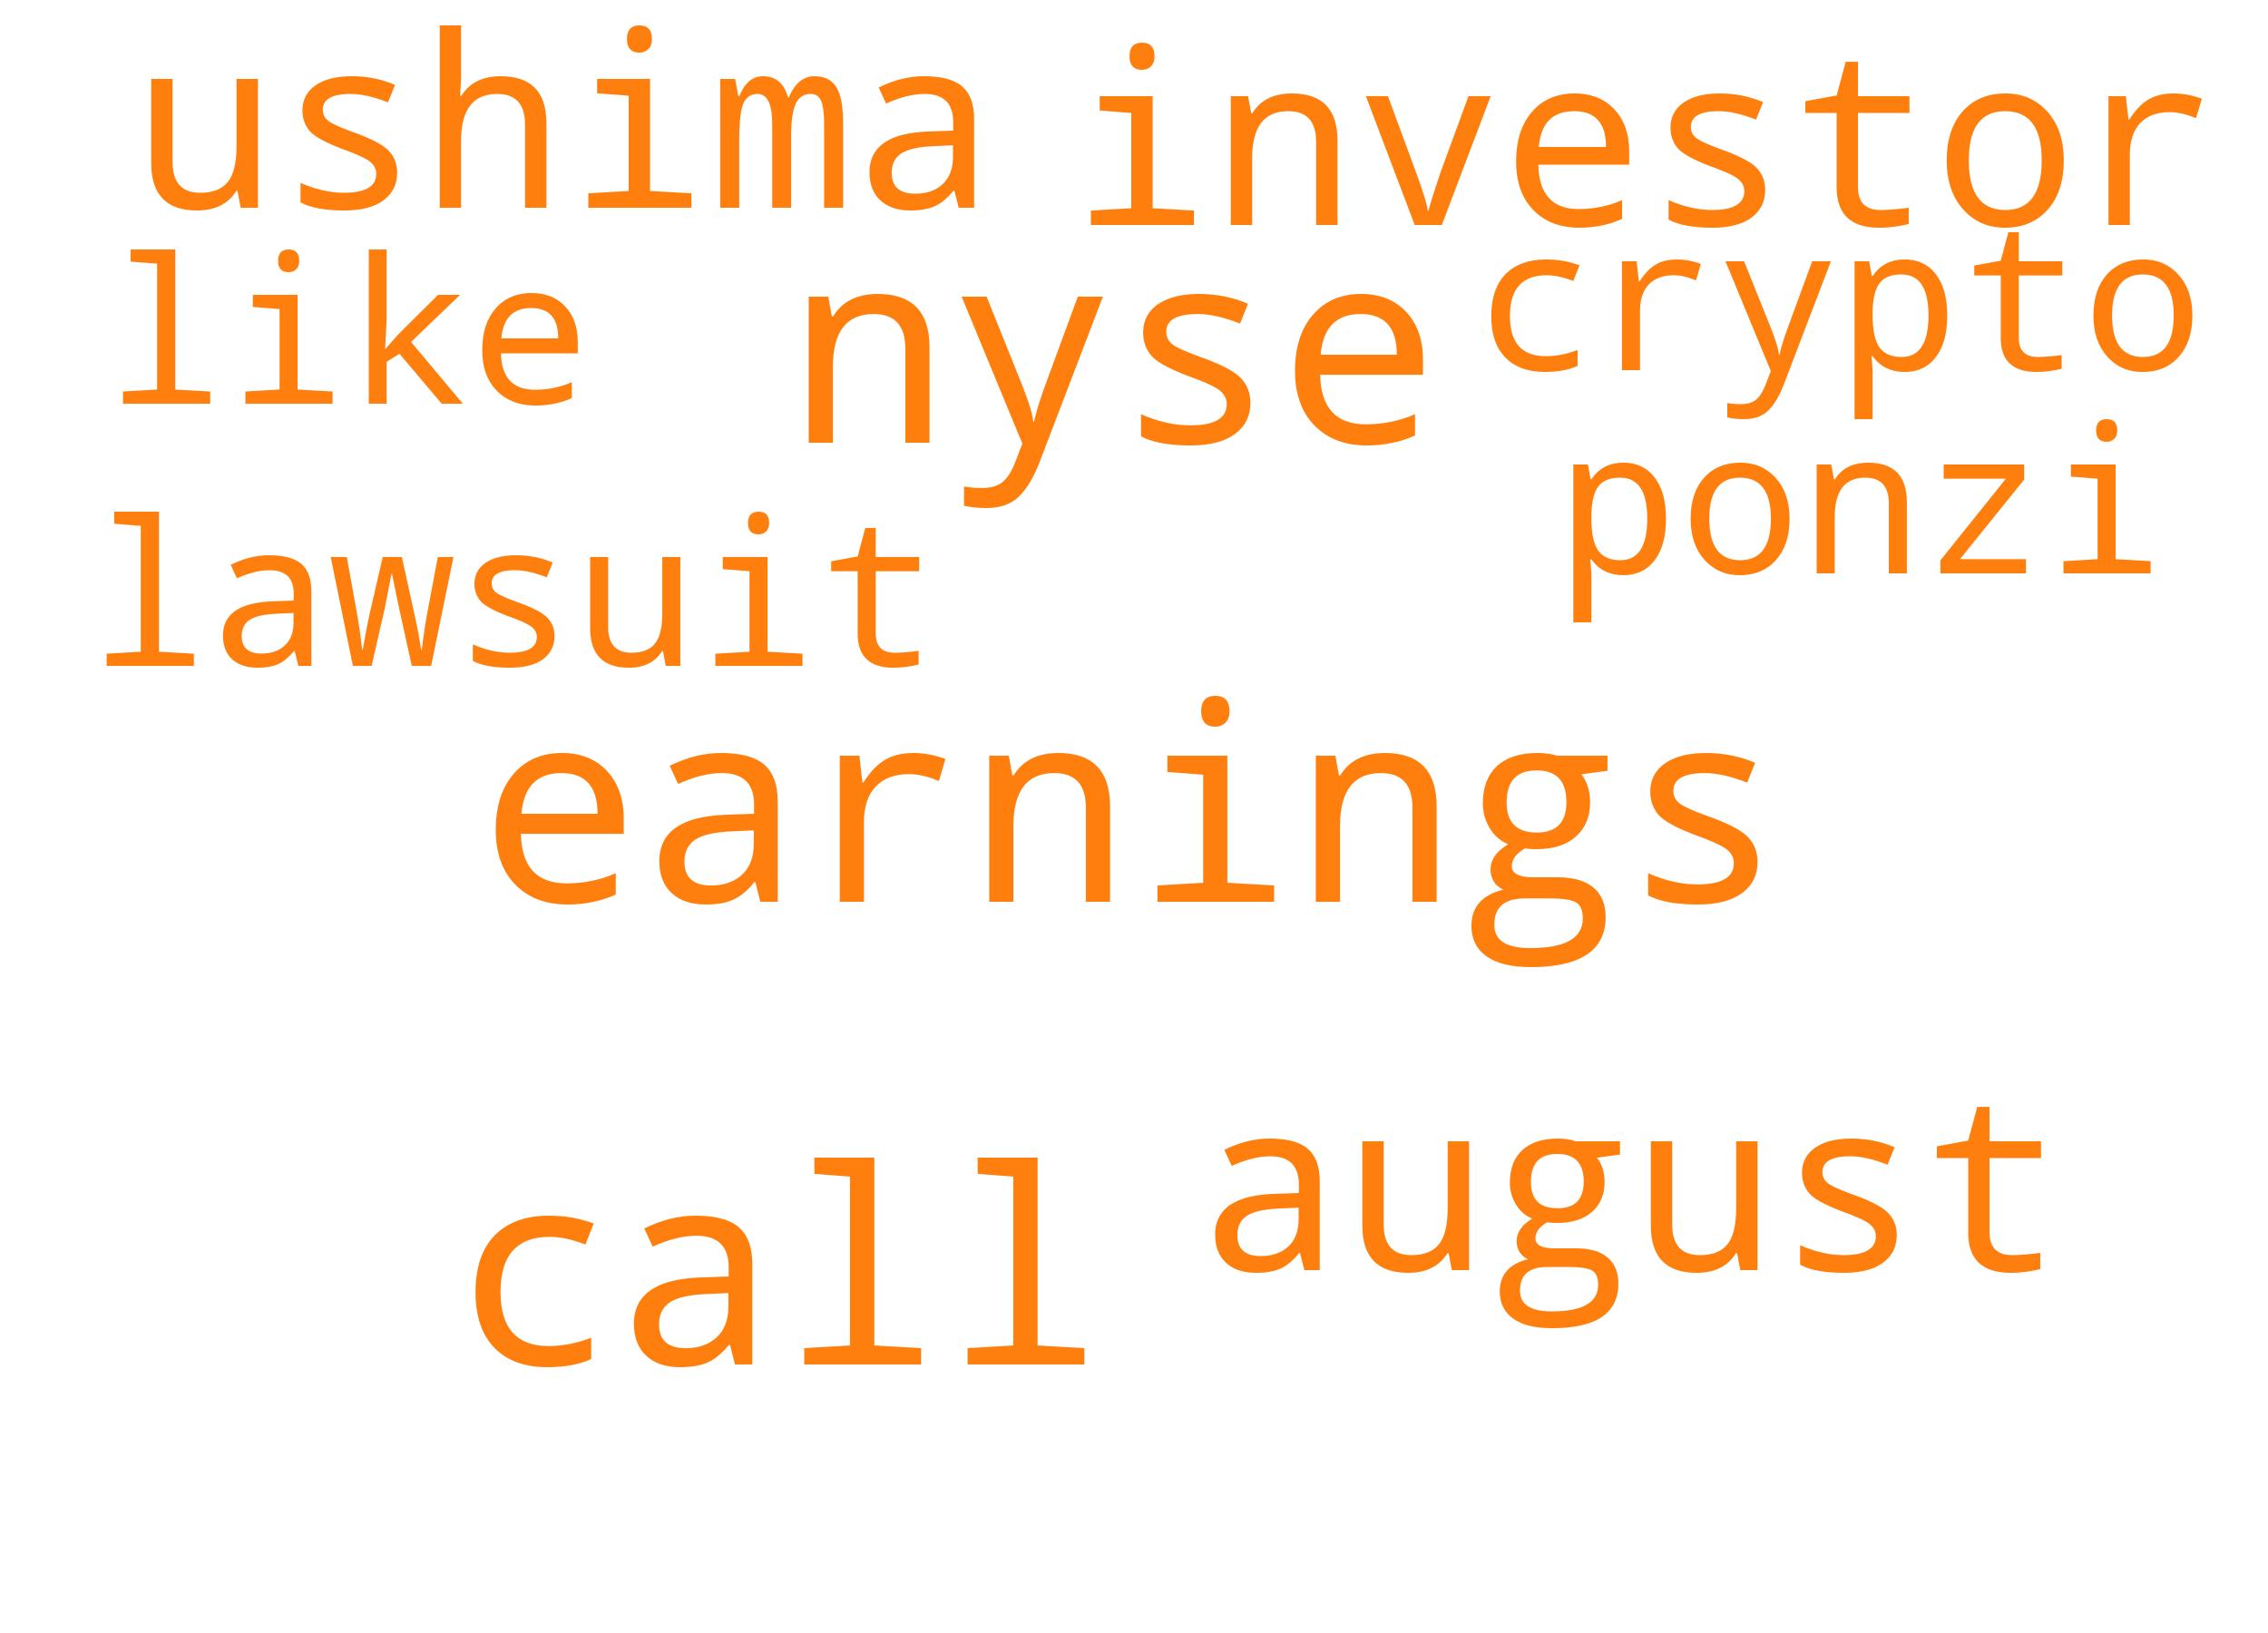 ushima investor
like nyse crypto
ponzi
lawsuit
earnings
august
call